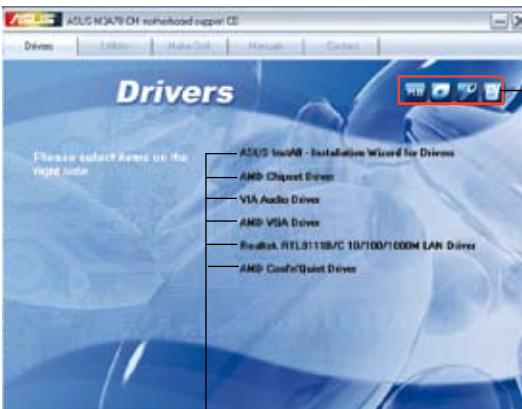 ASUS M3A78-EM motherboard support CD
Drivers Utilities Make Disk Manuals Contact
Drivers
Please select items on the
right side
ASUS InstAll - Installation Wizard for Drivers
AMD Chipset Driver
VIA Audio Driver
AMD VGA Driver
Realtek RTL8111B/C 10/100/1000M LAN Driver
AMD Cool'n'Quiet Driver